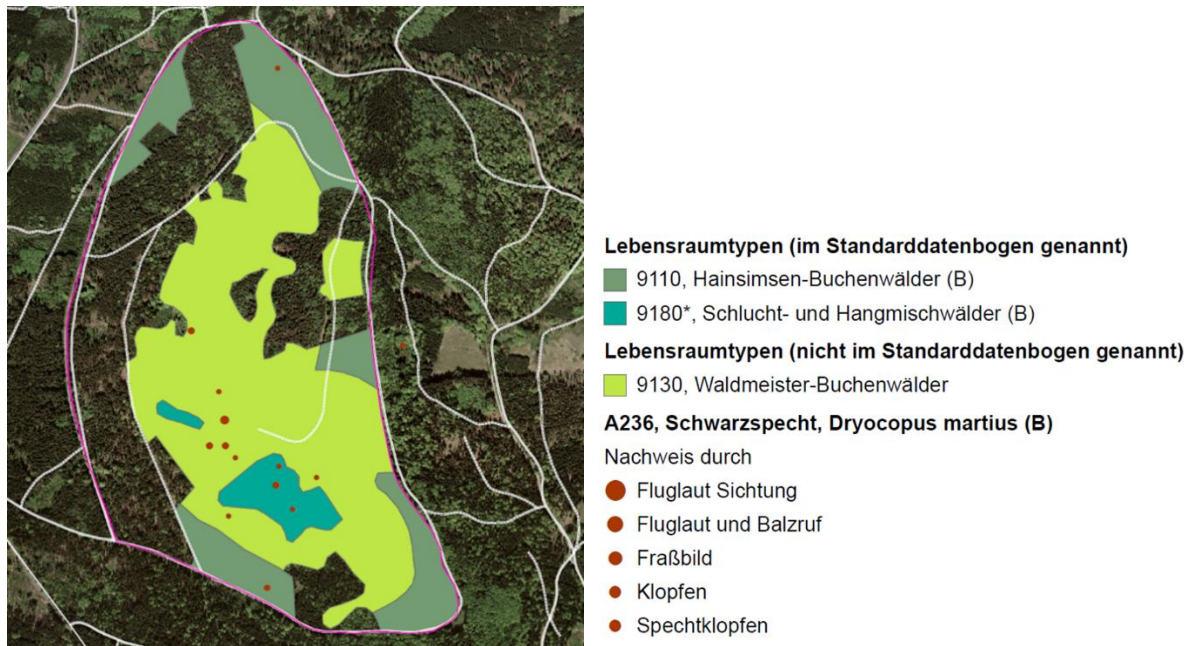 Lebensraumtypen (im Standarddatenbogen genannt)
9110, Hainsimsen-Buchenwälder (B)
9180*, Schlucht- und Hangmischwälder (B)
Lebensraumtypen (nicht im Standarddatenbogen genannt)
9130, Waldmeister-Buchenwälder
A236, Schwarzspecht, Dryocopus martius (B)
Nachweis durch
Fluglaut Sichtung
Fluglaut und Balzruf
Fraßbild
Klopfen
Spechtklopfen